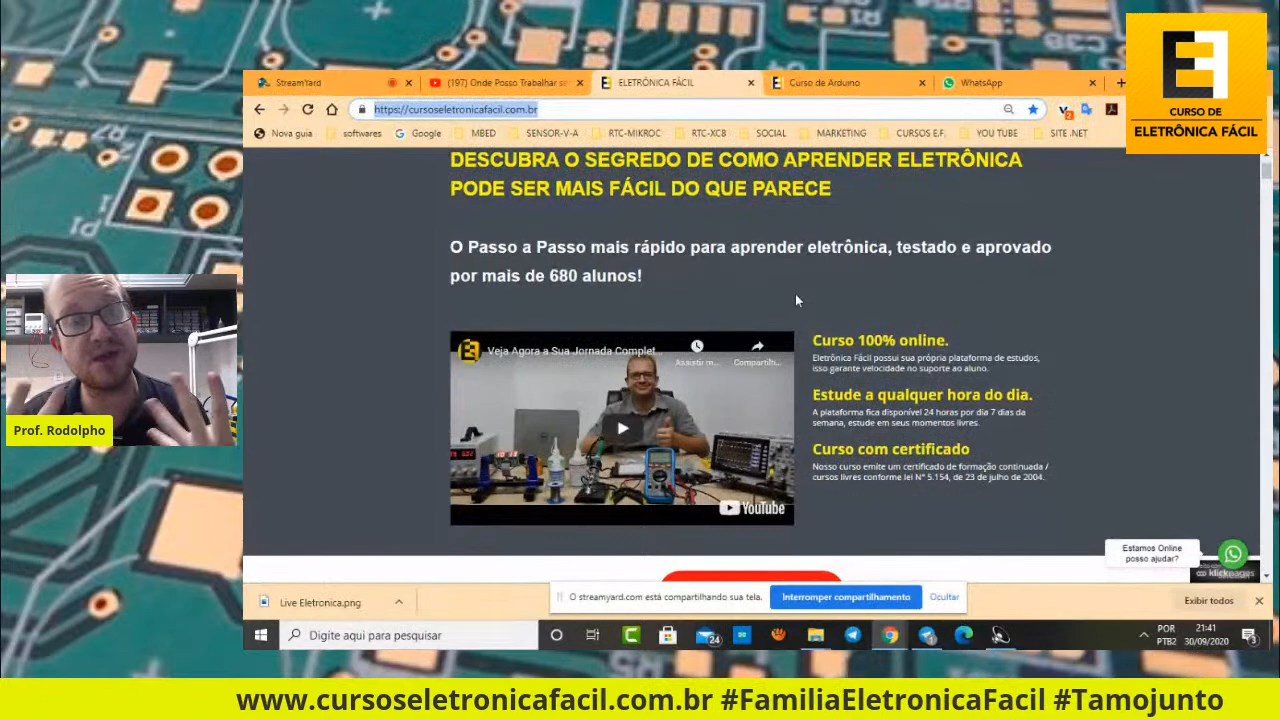 CURSO DE
ELETRÔNICA FÁCIL
StreamYard
(197) Onde Posso Trabalhar se
ELETRÔNICA FÁCIL
Curso de Arduino
WhatsApp
https://cursoseletronicafacil.com.br
Nova guia
softwares
Google
MBED
SENSOR-V-A
RTC-MIKROC
RTC-XCB
SOCIAL
MARKETING
CURSOS E.F.
YOU TUBE
SITE .NET
DESCUBRA O SEGREDO DE COMO APRENDER ELETRÔNICA
PODE SER MAIS FÁCIL DO QUE PARECE
O Passo a Passo mais rápido para aprender eletrônica, testado e aprovado
por mais de 680 alunos!
Veja Agora a Sua Jornada Complet...
Assistir m...
Compartilh...
YouTube
Curso 100% online.
Eletrônica Fácil possui sua própria plataforma de estudos,
isso garante velocidade no suporte ao aluno.
Estude a qualquer hora do dia.
A plataforma fica disponível 24 horas por dia 7 dias da
semana, estude em seus momentos livres.
Curso com certificado
Nosso curso emite um certificado de formação continuada /
cursos livres conforme lei N° 5.154, de 23 de julho de 2004.
Prof. Rodolpho
Estamos Online
posso ajudar?
klickpages
Live Eletronica.png
O streamyard.com está compartilhando sua tela.
Interromper compartilhamento
Ocultar
Exibir todos
Digite aqui para pesquisar
24
POR
PTB2
21:41
30/09/2020
3
www.cursoseletronicafacil.com.br #FamiliaEletronicaFacil #Tamojunto